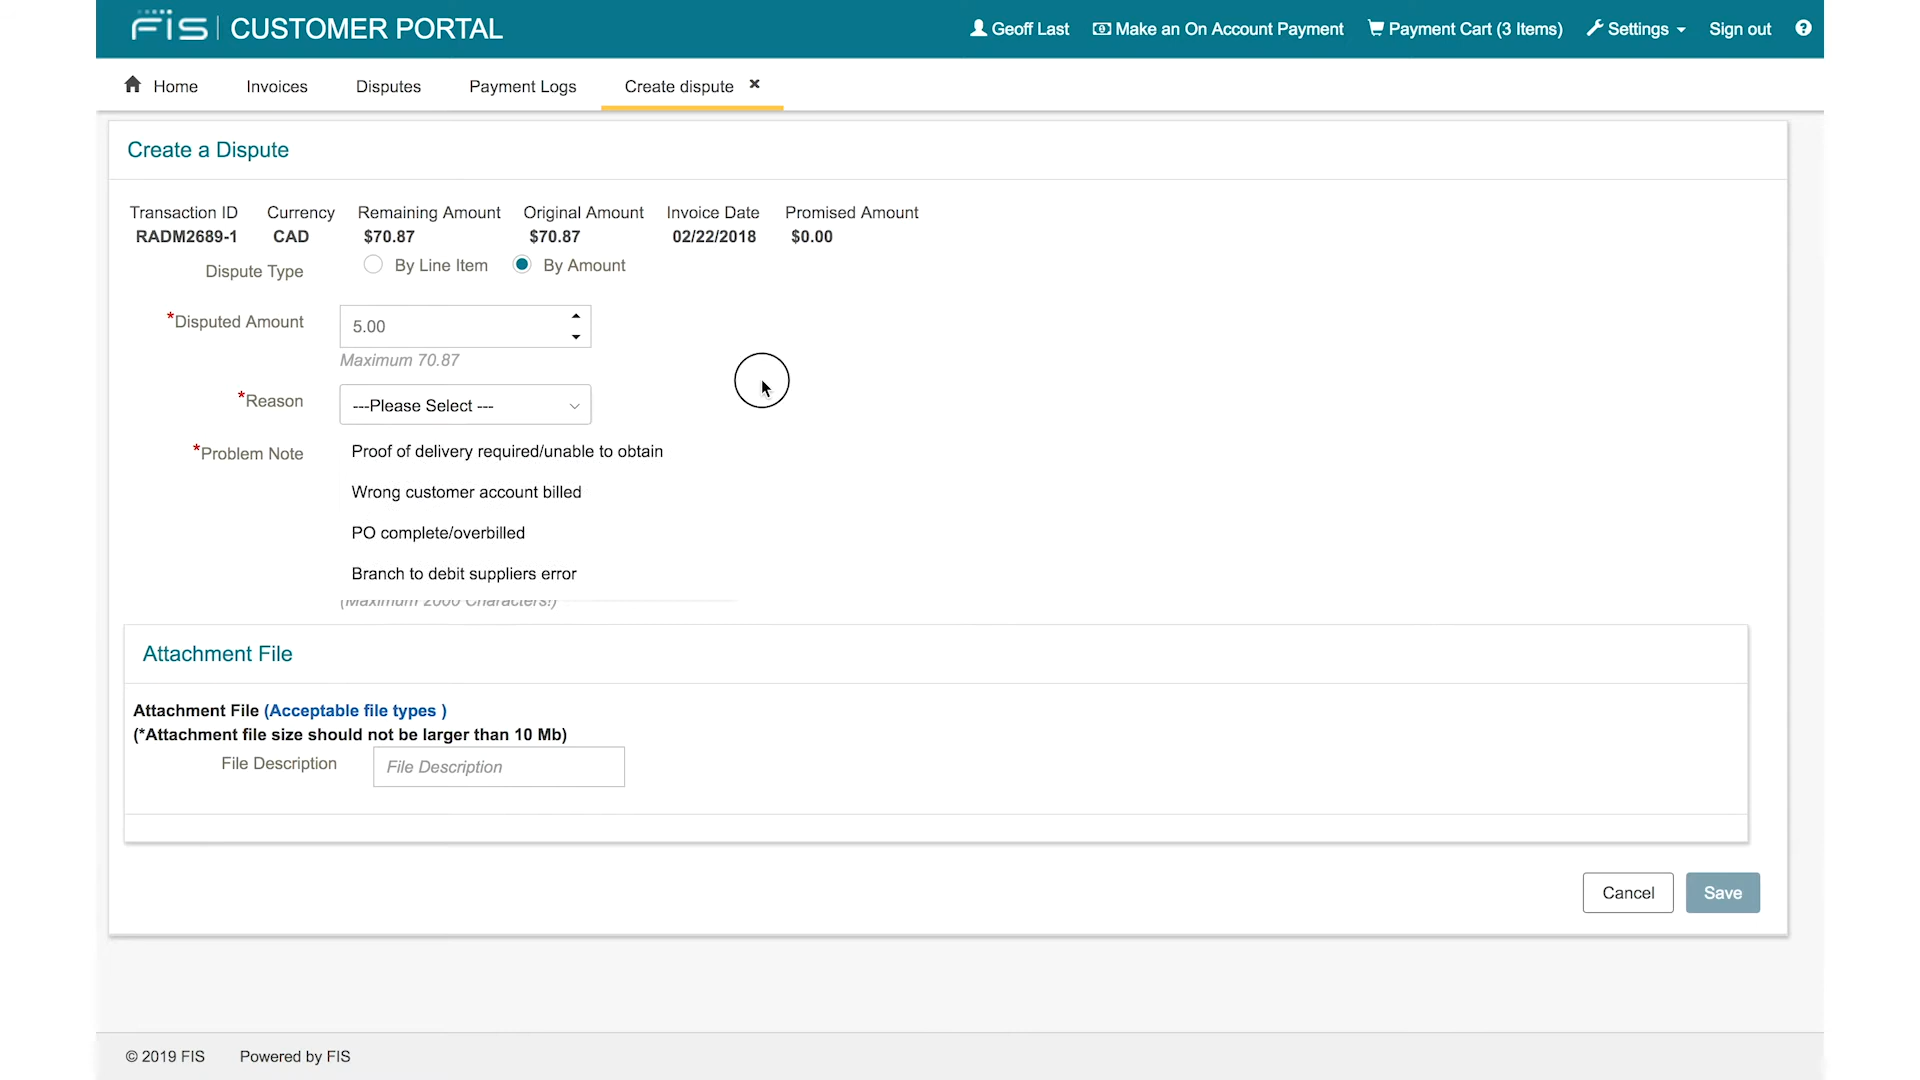 FIS CUSTOMER PORTAL
Geoff Last Make an On Account Payment Payment Cart (3 Items) Settings Sign out ?
Home Invoices Disputes Payment Logs Create dispute ×
Create a Dispute
Transaction ID Currency Remaining Amount Original Amount Invoice Date Promised Amount
RADM2689-1 CAD $70.87 $70.87 02/22/2018 $0.00
Dispute Type By Line Item By Amount
*Disputed Amount 5.00
Maximum 70.87
*Reason ---Please Select ---
*Problem Note Proof of delivery required/unable to obtain
Wrong customer account billed
PO complete/overbilled
Branch to debit suppliers error
(Maximum 2000 Characters!)
Attachment File
Attachment File (Acceptable file types )
(*Attachment file size should not be larger than 10 Mb)
File Description File Description
Cancel Save
© 2019 FIS Powered by FIS